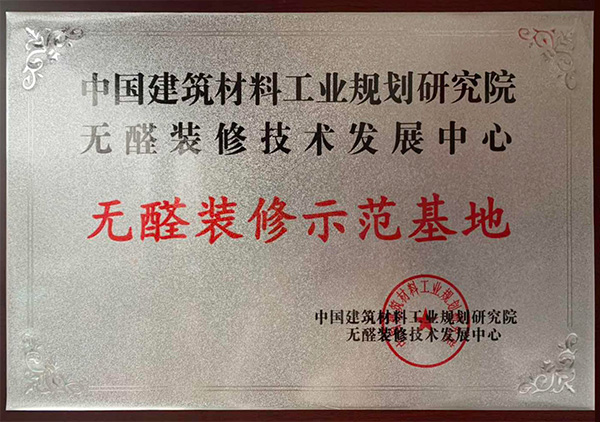 中国建筑材料工业规划研究院
无醛装修技术发展中心
无醛装修示范基地
中国建筑材料工业规划研究院
无醛装修技术发展中心